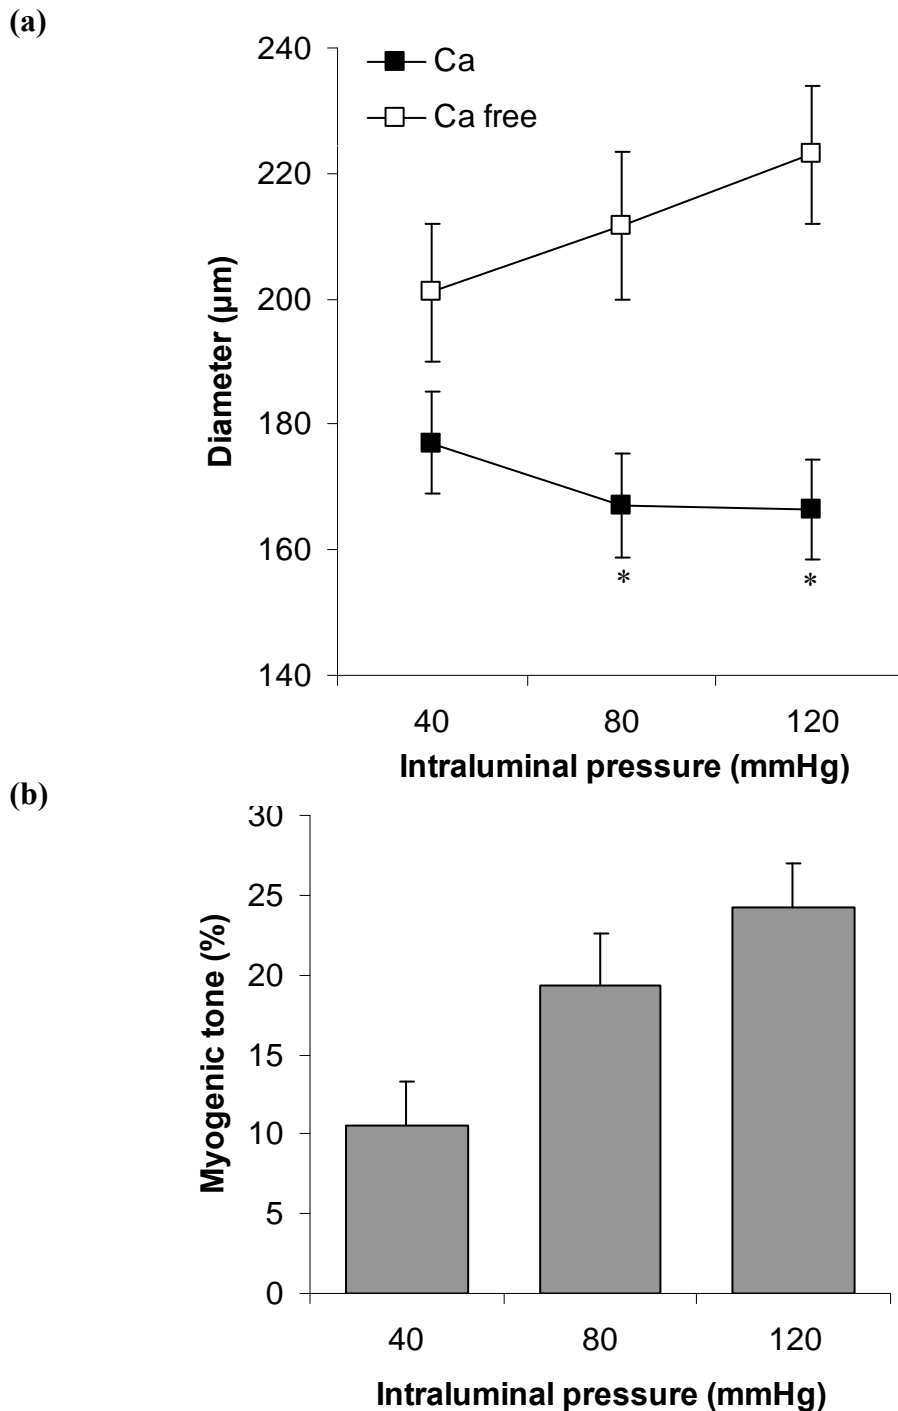 (a)
240
220
200
180
160
140
Diameter (µm)
Ca
Ca free
*
*
40 80 120
Intraluminal pressure (mmHg)
(b)
30
25
20
15
10
5
0
Myogenic tone (%)
40 80 120
Intraluminal pressure (mmHg)